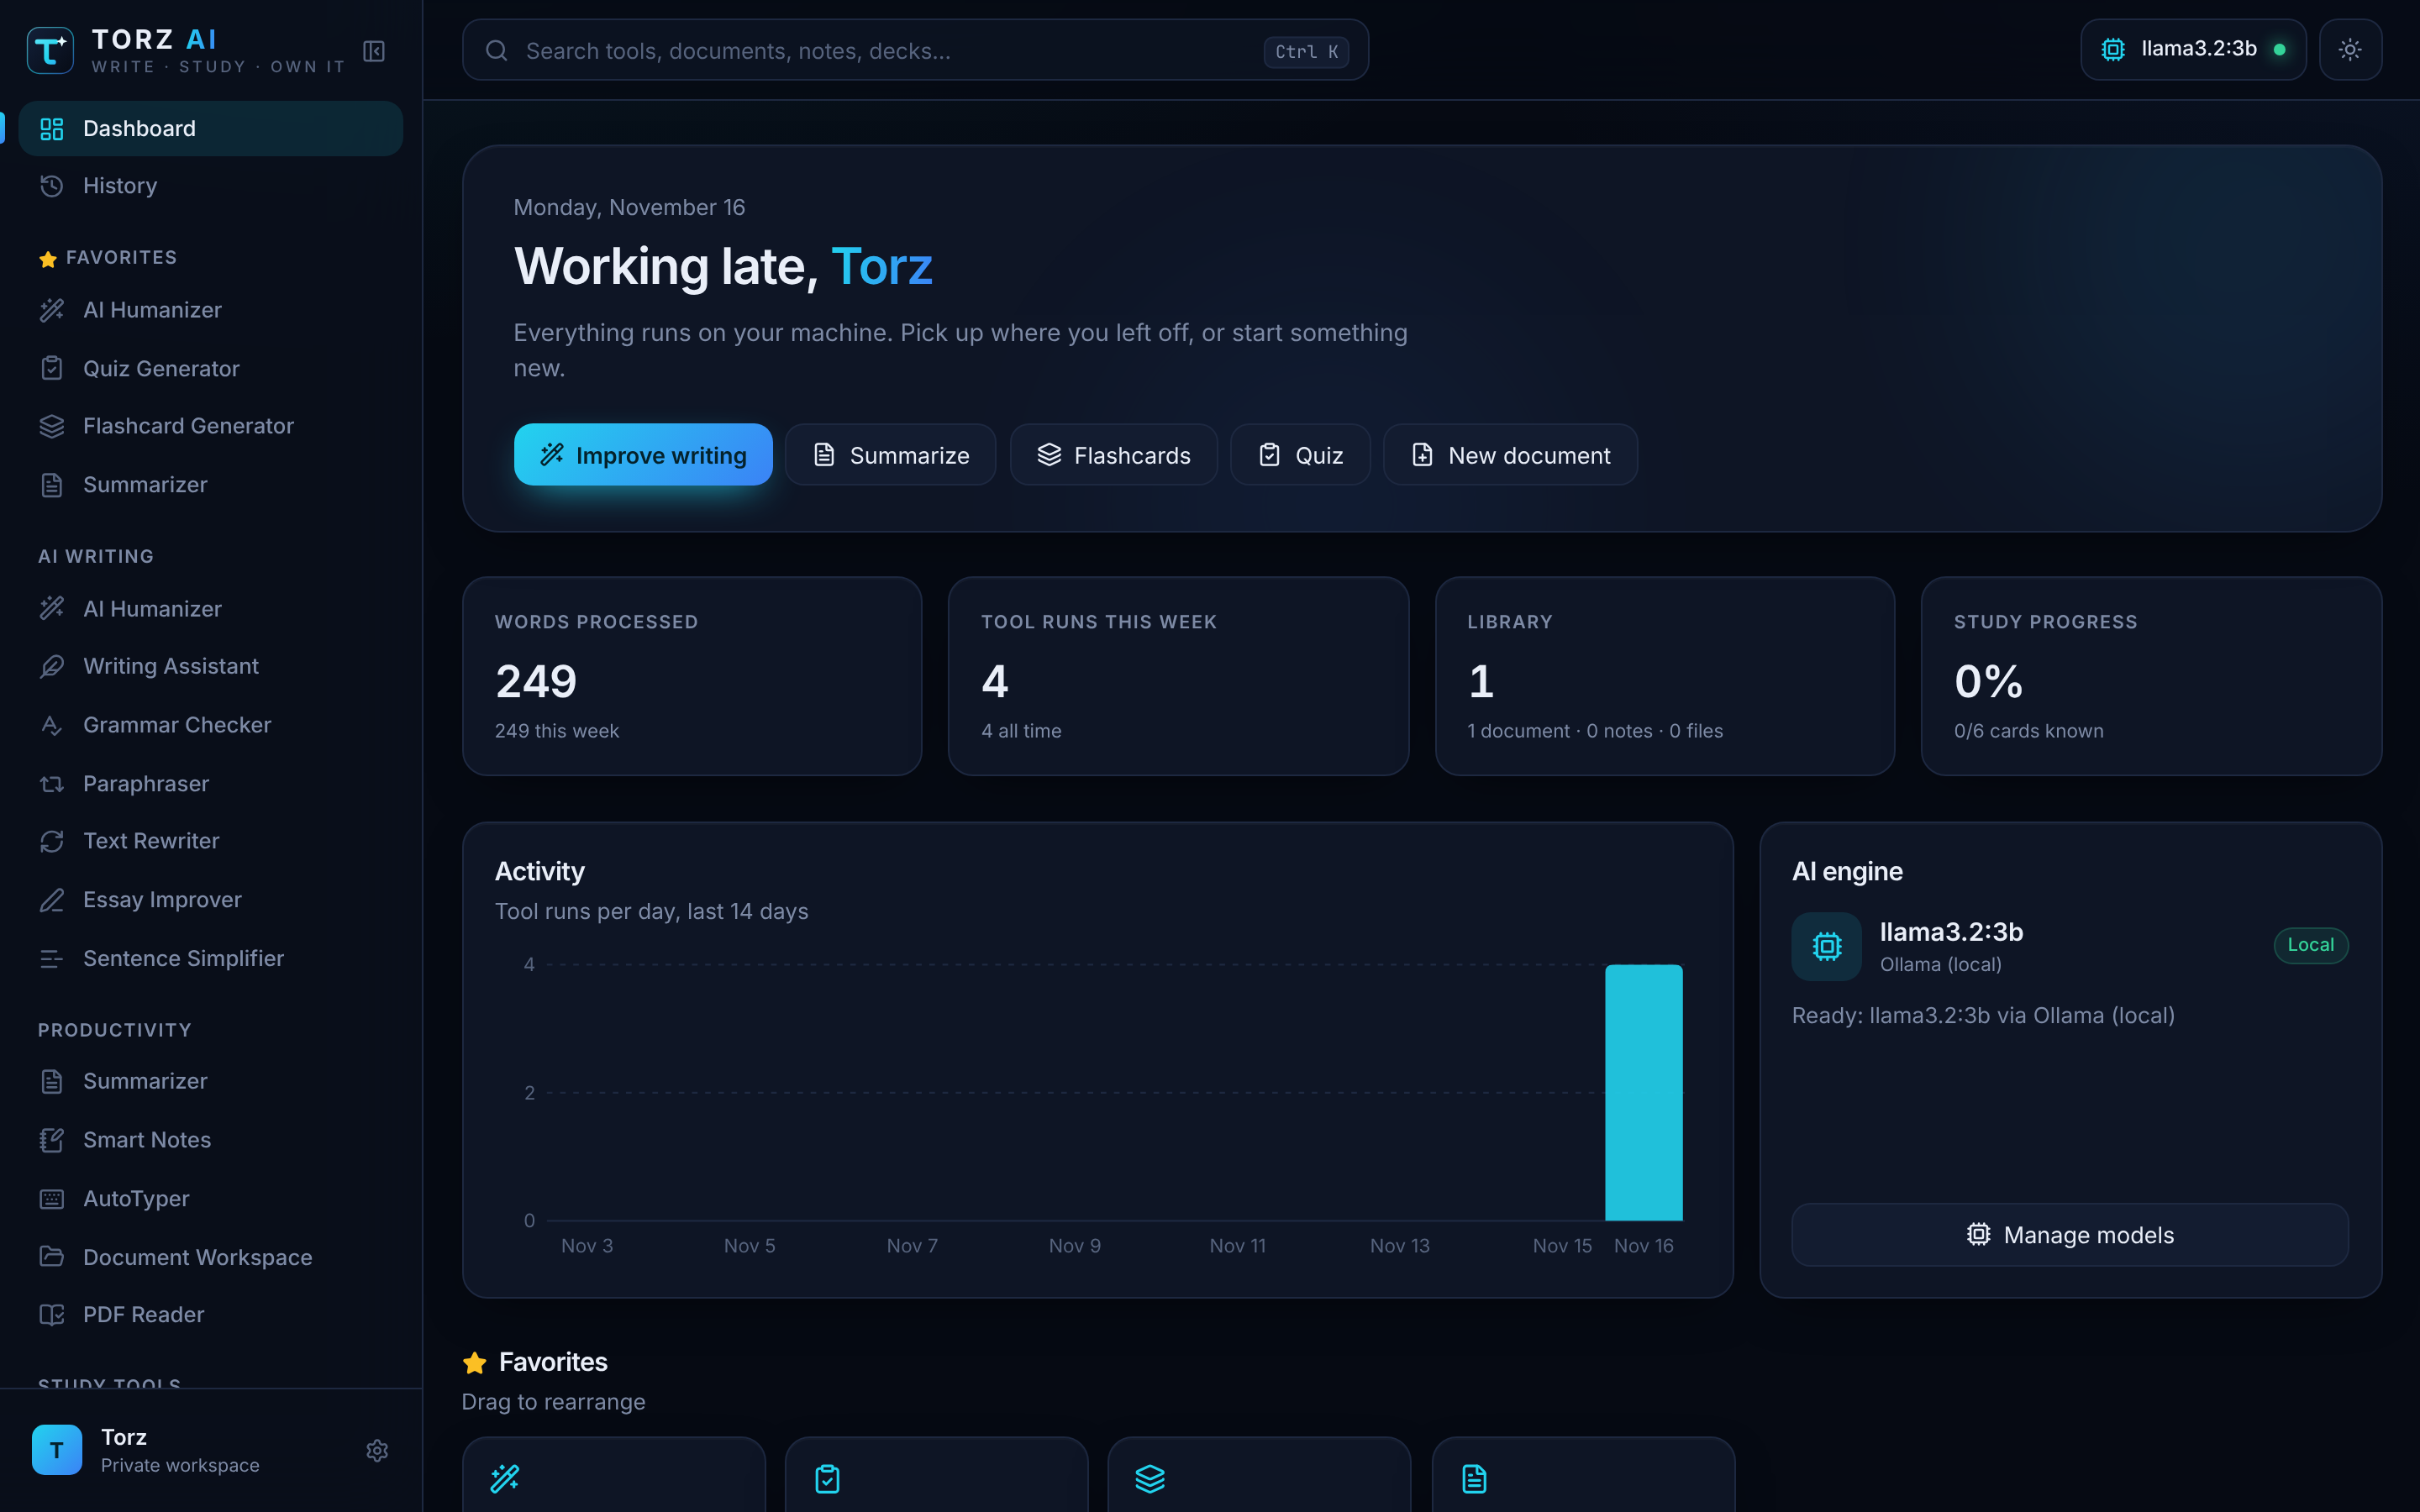 TORZ AI
WRITE · STUDY · OWN IT
Dashboard
History
FAVORITES
AI Humanizer
Quiz Generator
Flashcard Generator
Summarizer
AI WRITING
AI Humanizer
Writing Assistant
Grammar Checker
Paraphraser
Text Rewriter
Essay Improver
Sentence Simplifier
PRODUCTIVITY
Summarizer
Smart Notes
AutoTyper
Document Workspace
PDF Reader
STUDY TOOLS
T
Torz
Private workspace
Search tools, documents, notes, decks...
Ctrl K
llama3.2:3b
Monday, November 16
Working late, Torz
Everything runs on your machine. Pick up where you left off, or start something
new.
Improve writing
Summarize
Flashcards
Quiz
New document
WORDS PROCESSED
249
249 this week
TOOL RUNS THIS WEEK
4
4 all time
LIBRARY
1
1 document · 0 notes · 0 files
STUDY PROGRESS
0%
0/6 cards known
Activity
Tool runs per day, last 14 days
4
2
0
Nov 3 Nov 5 Nov 7 Nov 9 Nov 11 Nov 13 Nov 15 Nov 16
AI engine
llama3.2:3b
Ollama (local)
Local
Ready: llama3.2:3b via Ollama (local)
Manage models
Favorites
Drag to rearrange